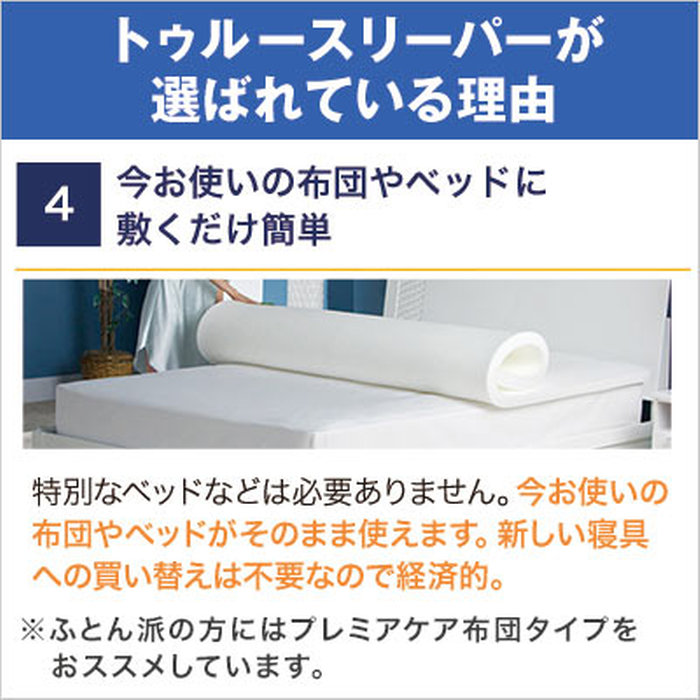 トゥルースリーパーが
選ばれている理由
4
今お使いの布団やベッドに
敷くだけ簡単
特別なベッドなどは必要ありません。今お使いの
布団やベッドがそのまま使えます。新しい寝具
への買い替えは不要なので経済的。
※ふとん派の方にはプレミアケア布団タイプを
おススメしています。